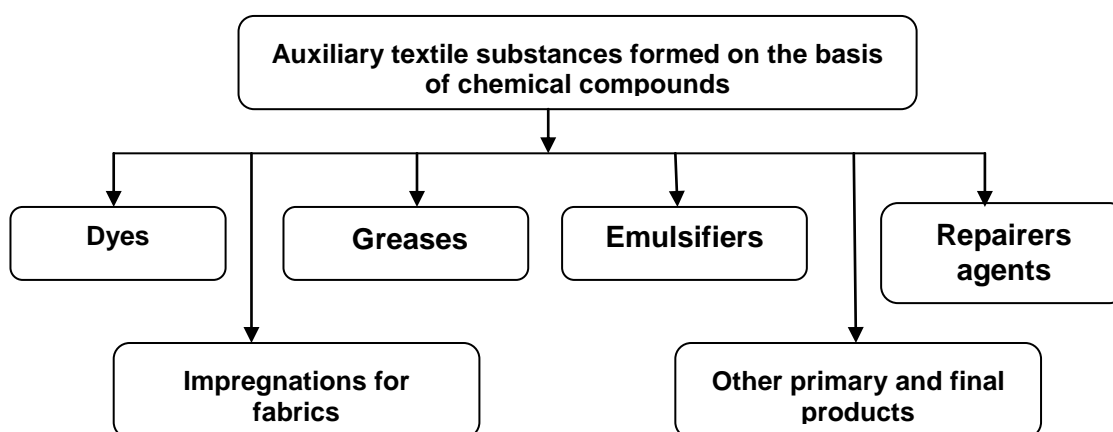 Auxiliary textile substances formed on the basis
of chemical compounds
Dyes
Greases
Emulsifiers
Repairers
agents
Impregnations for
fabrics
Other primary and final
products